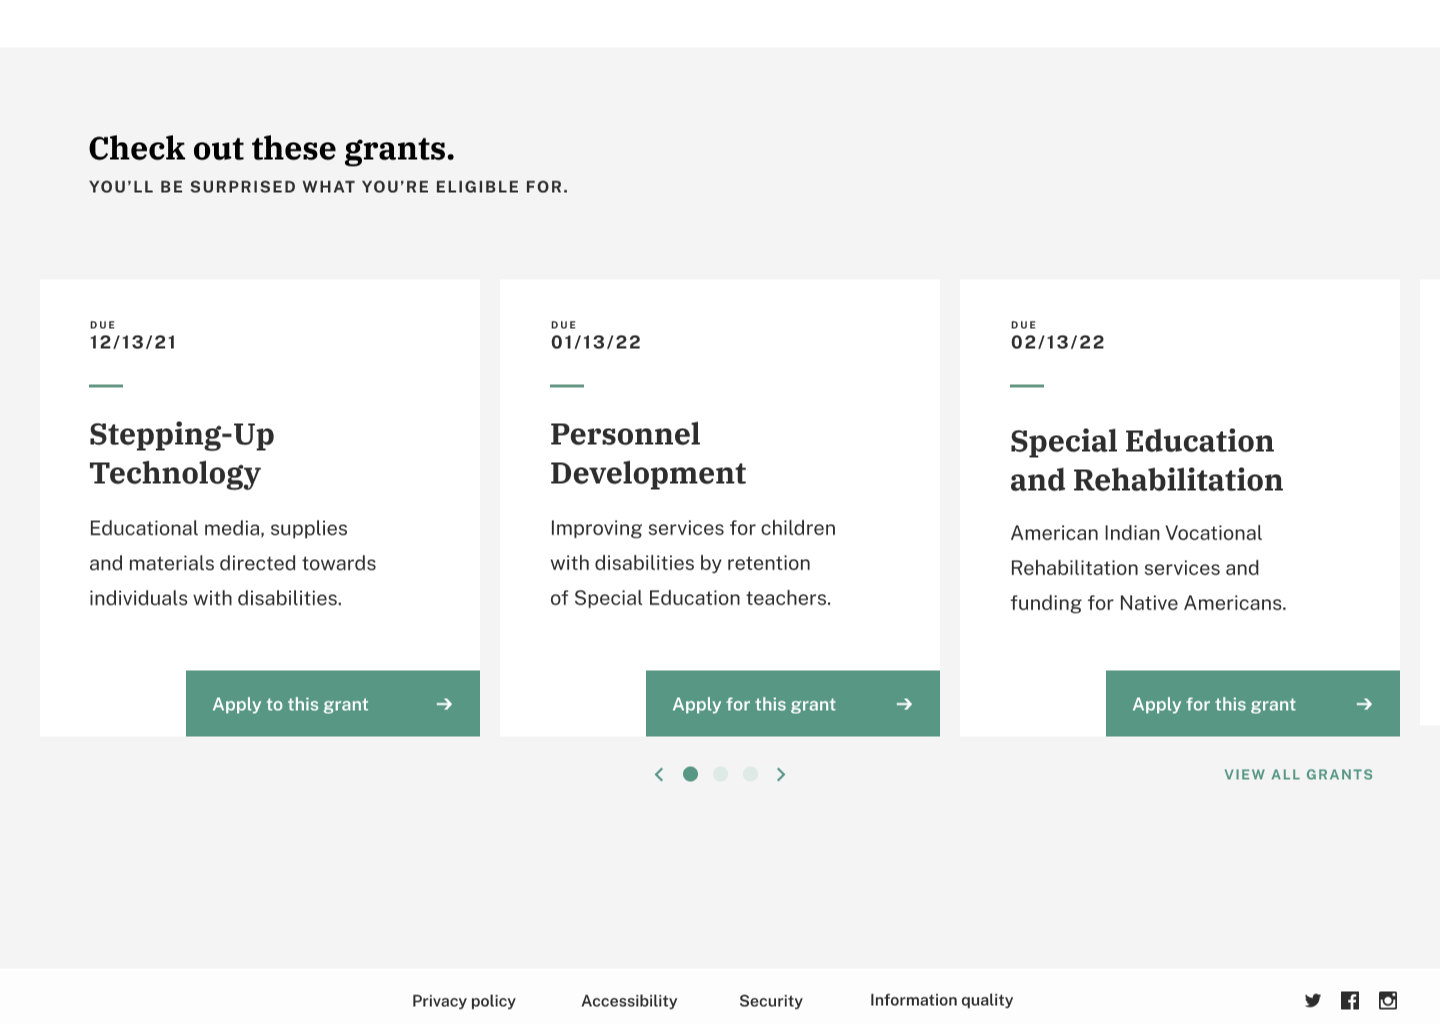 Check out these grants.
YOU’LL BE SURPRISED WHAT YOU’RE ELIGIBLE FOR.
DUE
12/13/21
Stepping-Up
Technology
Educational media, supplies
and materials directed towards
individuals with disabilities.
Apply to this grant
DUE
01/13/22
Personnel
Development
Improving services for children
with disabilities by retention
of Special Education teachers.
Apply for this grant
DUE
02/13/22
Special Education
and Rehabilitation
American Indian Vocational
Rehabilitation services and
funding for Native Americans.
Apply for this grant
VIEW ALL GRANTS
Privacy policy
Accessibility
Security
Information quality